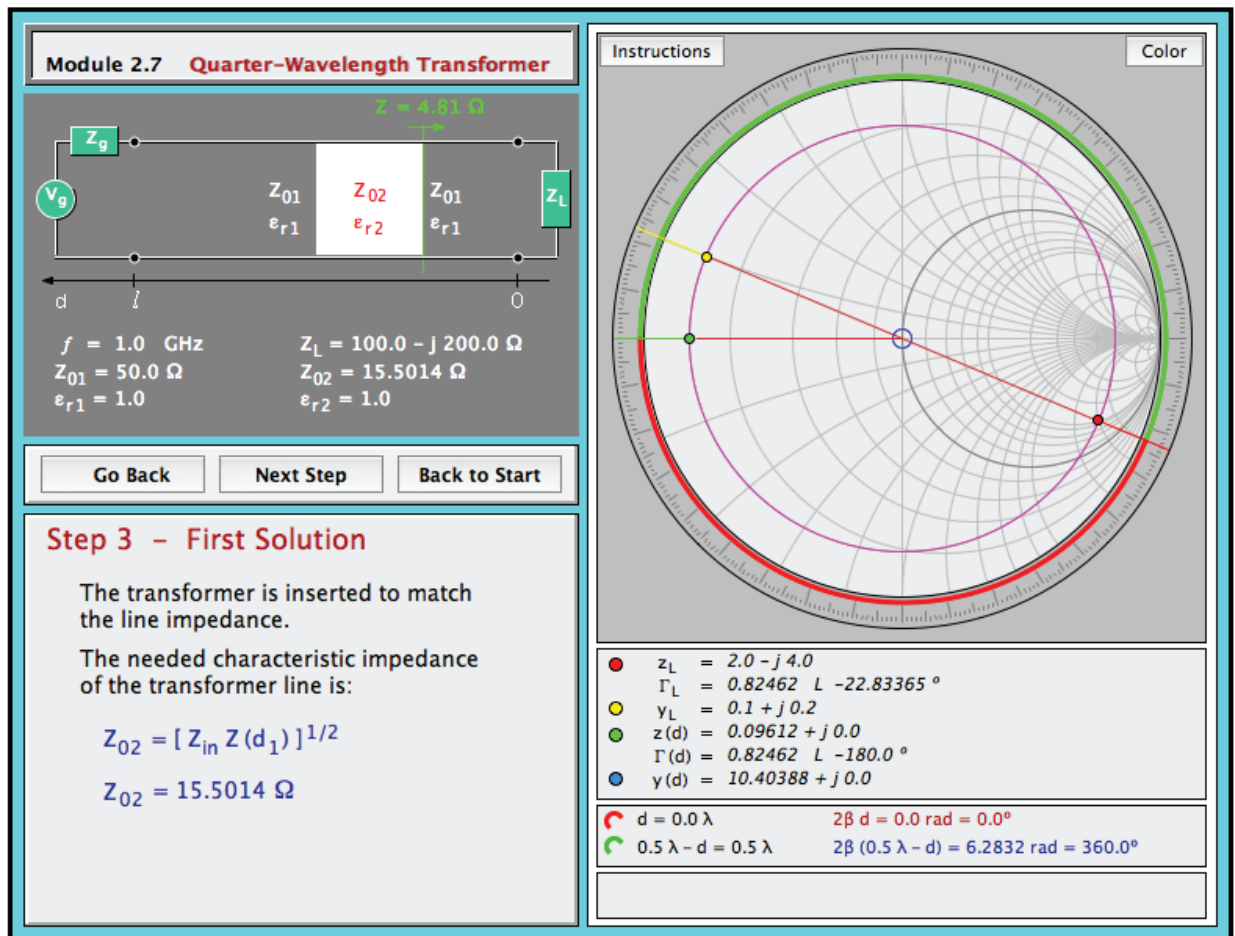 Module 2.7 Quarter-Wavelength Transformer
Z = 4.81 Ω
Zg
Vg
Z01 Z02 Z01
εr1 εr2 εr1
ZL
d l 0
f = 1.0 GHz ZL = 100.0 - j 200.0 Ω
Z01 = 50.0 Ω Z02 = 15.5014 Ω
εr1 = 1.0 εr2 = 1.0
Go Back Next Step Back to Start
Step 3 - First Solution
The transformer is inserted to match
the line impedance.
The needed characteristic impedance
of the transformer line is:
Z02 = [ Zin Z(d1) ]1/2
Z02 = 15.5014 Ω
Instructions Color
zL = 2.0 - j 4.0
ΓL = 0.82462 L -22.83365 º
yL = 0.1 + j 0.2
z(d) = 0.09612 + j 0.0
Γ(d) = 0.82462 L -180.0 º
y(d) = 10.40388 + j 0.0
d = 0.0 λ 2β d = 0.0 rad = 0.0º
0.5 λ - d = 0.5 λ 2β (0.5 λ - d) = 6.2832 rad = 360.0º